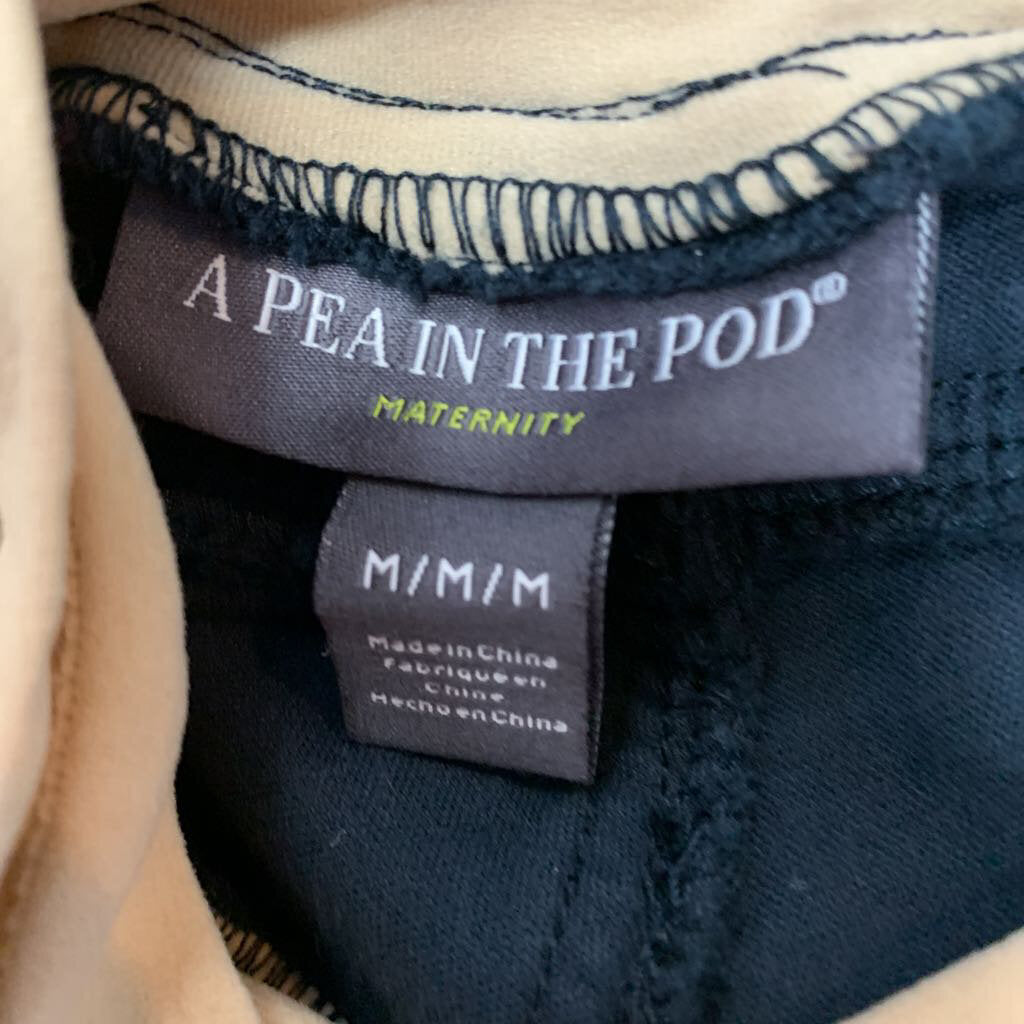 A PEA IN THE POD®
MATERNITY
M/M/M
Made in China
Fabriqué en
Chine
Hecho en China